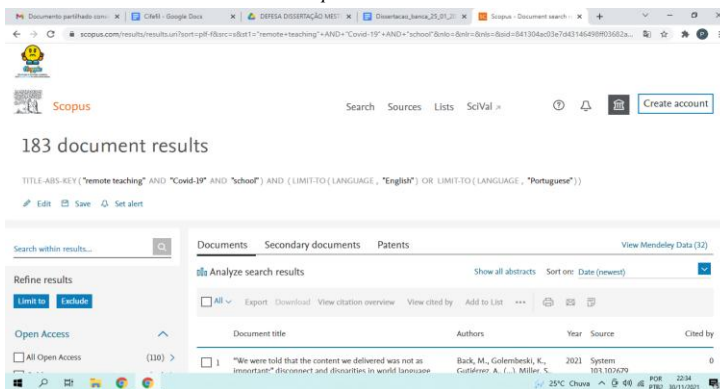 Documento partilhado com
Cifefil - Google Docs
DEFESA DISSERTAÇÃO MEST
Dissertacao_banca_25_01_2
Scopus - Document search
scopus.com/results/results.uri?sort=plf-f&src=s&st1="remote+teaching"+AND+"Covid-19"+AND+"school"&nlo=&nlr=&nls=&sid=841304ac03e7d43146498ff03682a...
Scopus
Search Sources Lists SciVal
Create account
183 document results
TITLE-ABS-KEY ( "remote teaching" AND "Covid-19" AND "school" ) AND ( LIMIT-TO ( LANGUAGE , "English" ) OR LIMIT-TO ( LANGUAGE , "Portuguese" ) )
Edit Save Set alert
Search within results...
Documents Secondary documents Patents
View Mendeley Data (32)
Refine results
Analyze search results
Show all abstracts Sort on: Date (newest)
Limit to Exclude
All Export Download View citation overview View cited by Add to List
Open Access
Document title Authors Year Source Cited by
All Open Access (110)
1 "We were told that the content we delivered was not as Back, M., Golembeski, K., 2021 System 0
important": disconnect and disparities in world language Gutiérrez, A., (...), Miller, S., 103,102679
25°C Chuva
POR 22:34
PTB2 30/11/2021